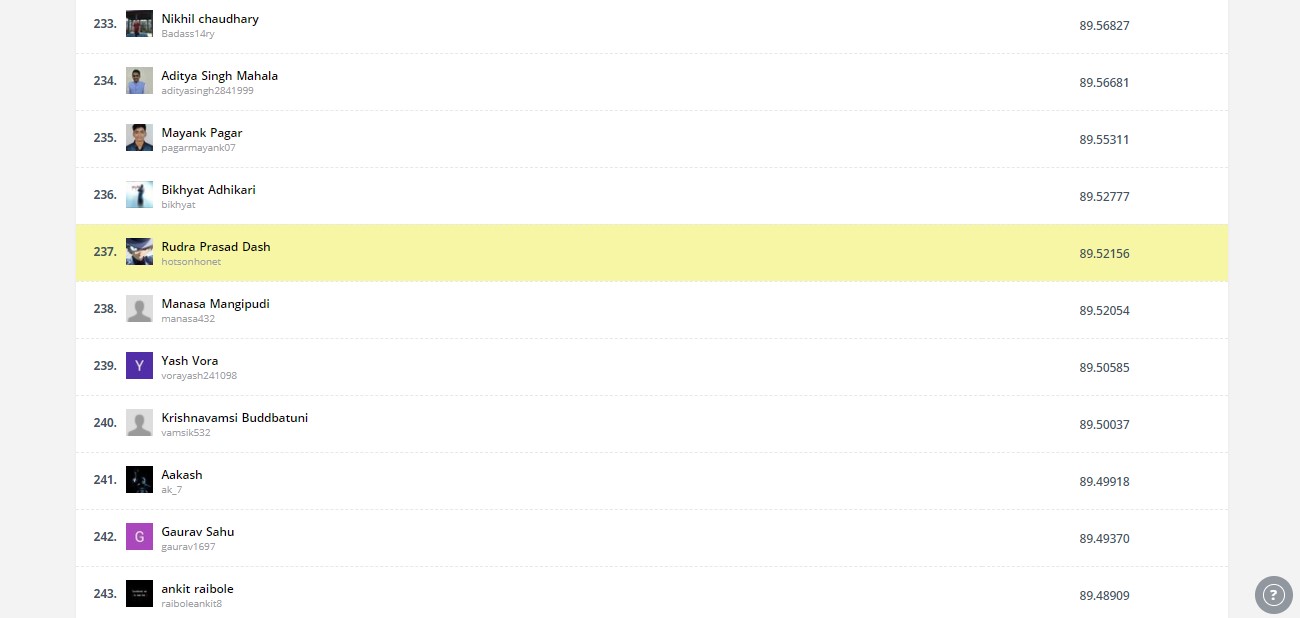 233. Nikhil chaudhary 89.56827
Badass14ry
234. Aditya Singh Mahala 89.56681
adityasingh2841999
235. Mayank Pagar 89.55311
pagarmayank07
236. Bikhyat Adhikari 89.52777
bikhyat
237. Rudra Prasad Dash 89.52156
hotsonhonet
238. Manasa Mangipudi 89.52054
manasa432
239. Y Yash Vora 89.50585
vorayash241098
240. Krishnavamsi Buddbatuni 89.50037
vamsik532
241. Aakash 89.49918
ak_7
242. G Gaurav Sahu 89.49370
gaurav1697
243. ankit raibole 89.48909
raiboleankit8
?